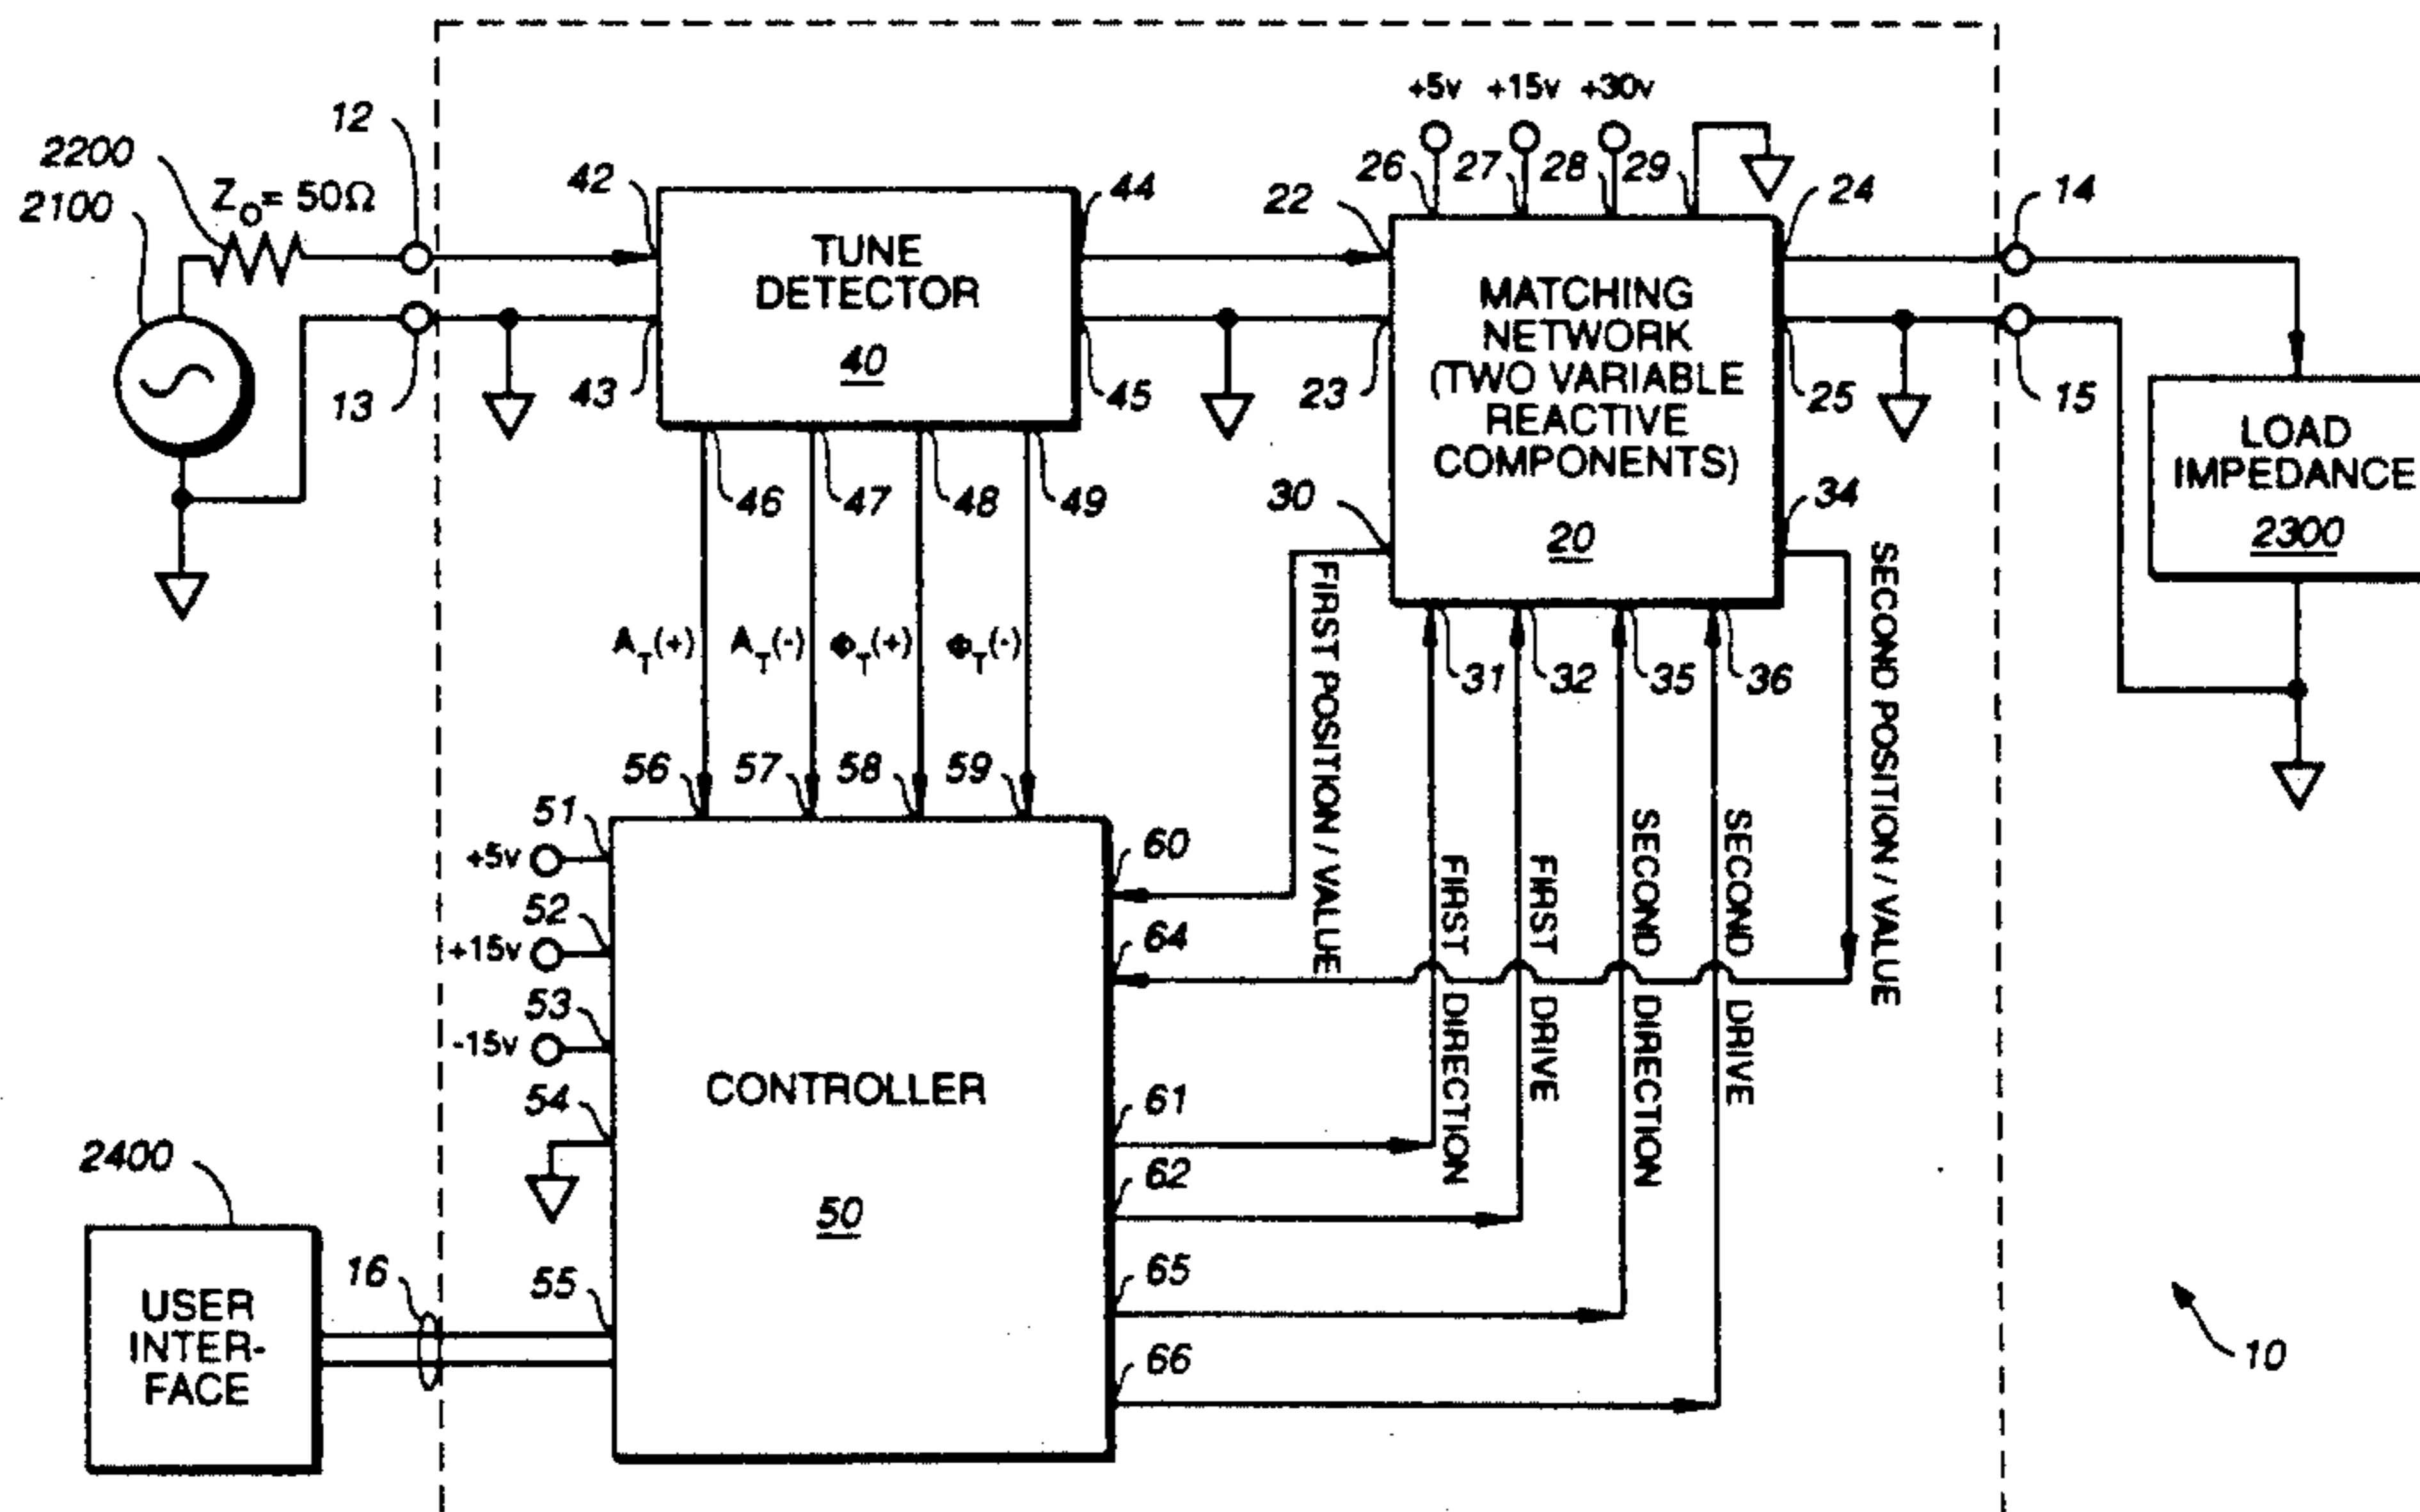 +5v +15v +30v
12
2200
2100
Z_O = 50Ω
42
44
22
26
27
28
29
24
14
TUNE
DETECTOR
40
MATCHING
NETWORK
(TWO VARIABLE
REACTIVE
COMPONENTS)
20
13
43
45
23
25
15
LOAD
IMPEDANCE
2300
46
47
48
49
30
34
A_T(+)
A_T(-)
Φ_T(+)
Φ_T(-)
31
32
35
36
FIRST POSITION / VALUE
SECOND POSITION / VALUE
56
57
58
59
51
+5v
52
+15v
53
-15v
54
60
64
FIRST DIRECTION
FIRST DRIVE
SECOND DIRECTION
SECOND DRIVE
CONTROLLER
50
61
62
65
66
55
2400
16
USER
INTER-
FACE
10